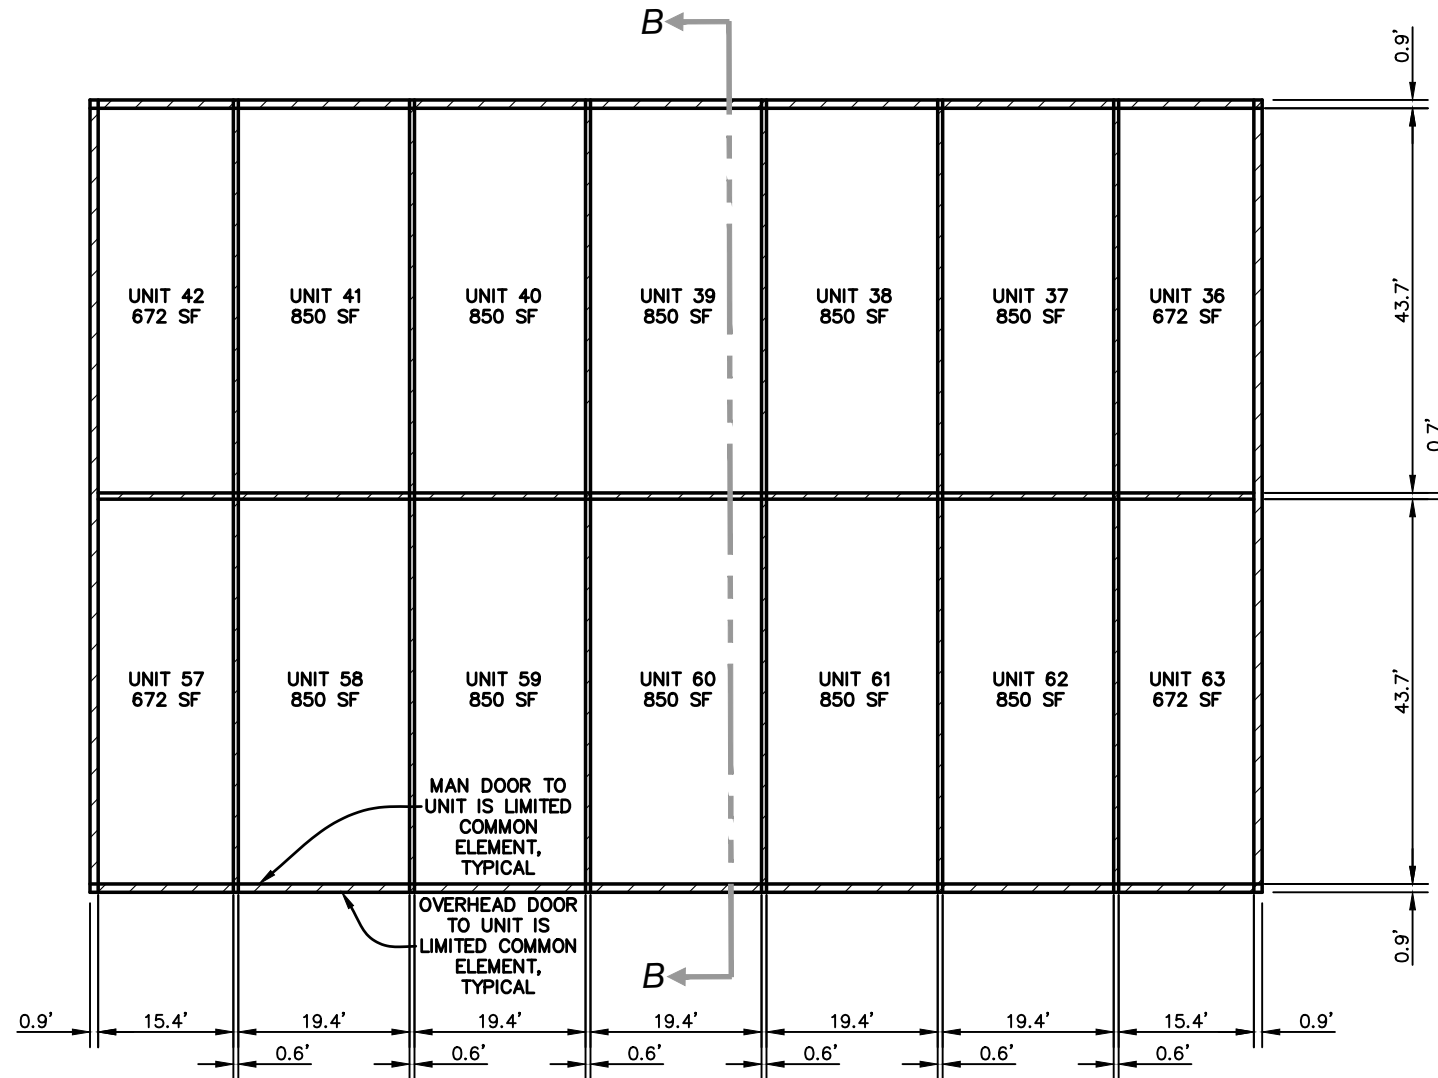 B
0.9'
UNIT 42
672 SF
UNIT 41
850 SF
UNIT 40
850 SF
UNIT 39
850 SF
UNIT 38
850 SF
UNIT 37
850 SF
UNIT 36
672 SF
43.7'
0.7'
UNIT 57
672 SF
UNIT 58
850 SF
UNIT 59
850 SF
UNIT 60
850 SF
UNIT 61
850 SF
UNIT 62
850 SF
UNIT 63
672 SF
43.7'
MAN DOOR TO
UNIT IS LIMITED
COMMON
ELEMENT,
TYPICAL
OVERHEAD DOOR
TO UNIT IS
LIMITED COMMON
ELEMENT,
TYPICAL
0.9'
B
0.9'
15.4'
19.4'
19.4'
19.4'
19.4'
19.4'
15.4'
0.9'
0.6'
0.6'
0.6'
0.6'
0.6'
0.6'